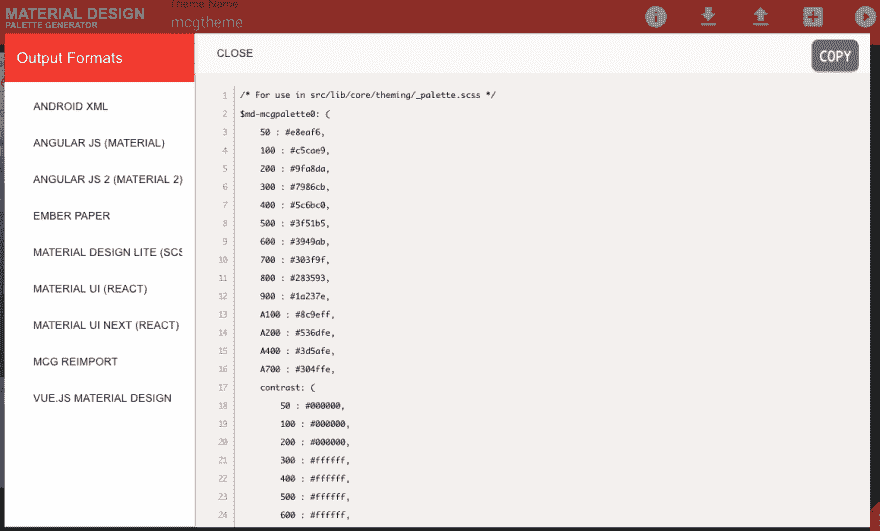 MATERIAL DESIGN
PALETTE GENERATOR
Theme Name
mcgtheme
Output Formats
CLOSE
COPY
ANDROID XML
ANGULAR JS (MATERIAL)
ANGULAR JS 2 (MATERIAL 2)
EMBER PAPER
MATERIAL DESIGN LITE (SCS
MATERIAL UI (REACT)
MATERIAL UI NEXT (REACT)
MCG REIMPORT
VUE.JS MATERIAL DESIGN
1 /* For use in src/lib/core/theming/_palette.scss */
2 $md-mcgpalette0: (
3 50 : #e8eaf6,
4 100 : #c5cae9,
5 200 : #9fa8da,
6 300 : #7986cb,
7 400 : #5c6bc0,
8 500 : #3f51b5,
9 600 : #3949ab,
10 700 : #303f9f,
11 800 : #283593,
12 900 : #1a237e,
13 A100 : #8c9eff,
14 A200 : #536dfe,
15 A400 : #3d5afe,
16 A700 : #304ffe,
17 contrast: (
18 50 : #000000,
19 100 : #000000,
20 200 : #000000,
21 300 : #ffffff,
22 400 : #ffffff,
23 500 : #ffffff,
24 600 : #ffffff,